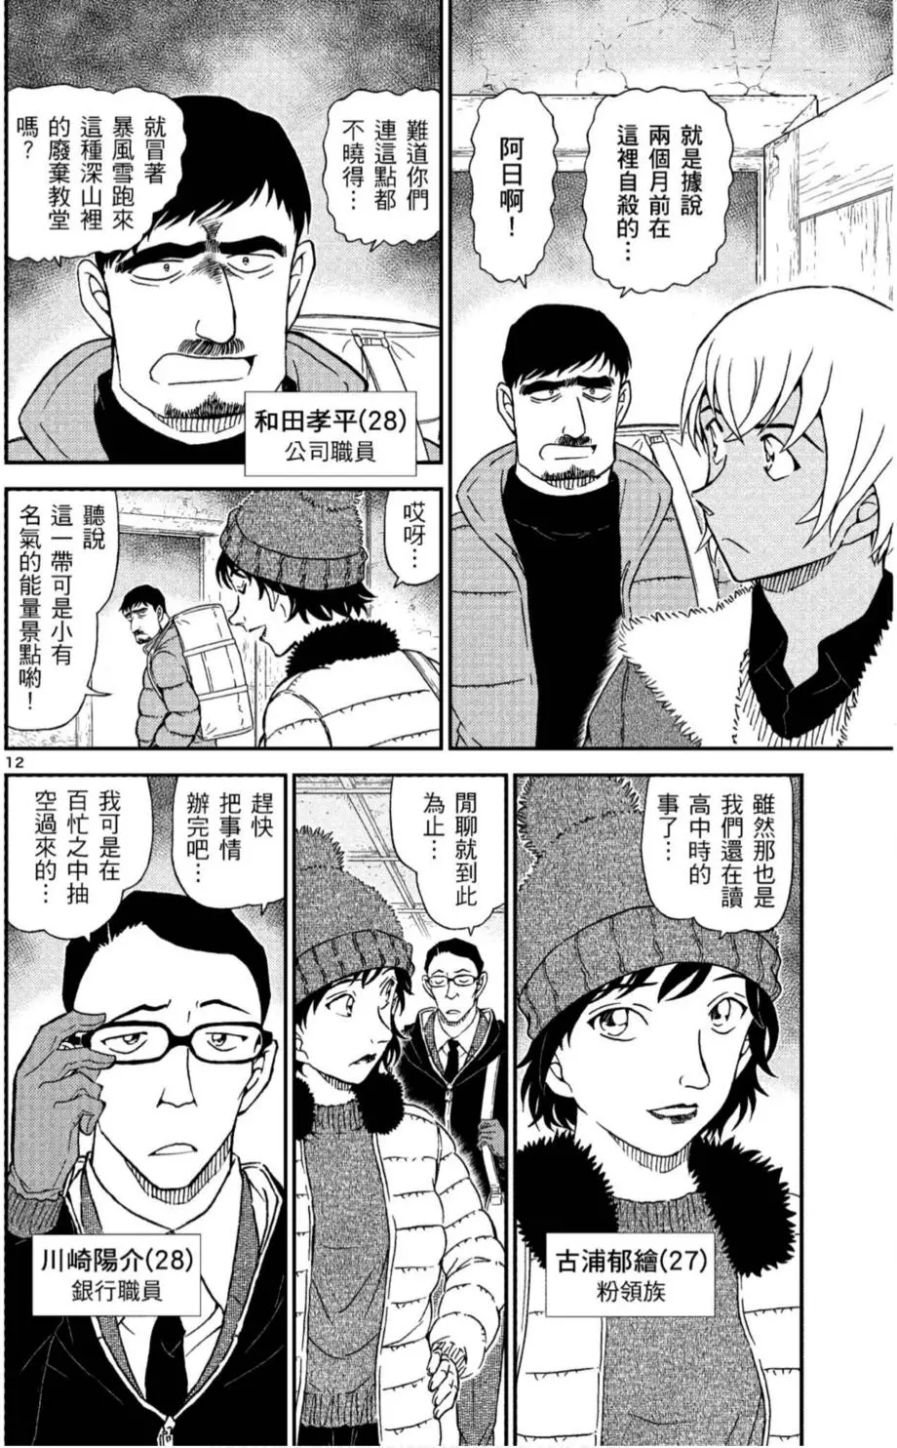 就是據說
兩個月前在
這裡自殺的…
阿日啊！
難道你們
連這點都
不曉得…
就冒著
暴風雪跑來
這種深山裡
的廢棄教堂
嗎？
和田孝平(28)
公司職員
哎呀…
聽說
這一帶可是小有
名氣的能量景點喲！
12
雖然那也是
我們還在讀
高中時的
事了…
古浦郁繪(27)
粉領族
閒聊就到此
為止…
趕快
把事情
辦完吧…
我可是在
百忙之中抽
空過來的…
川崎陽介(28)
銀行職員